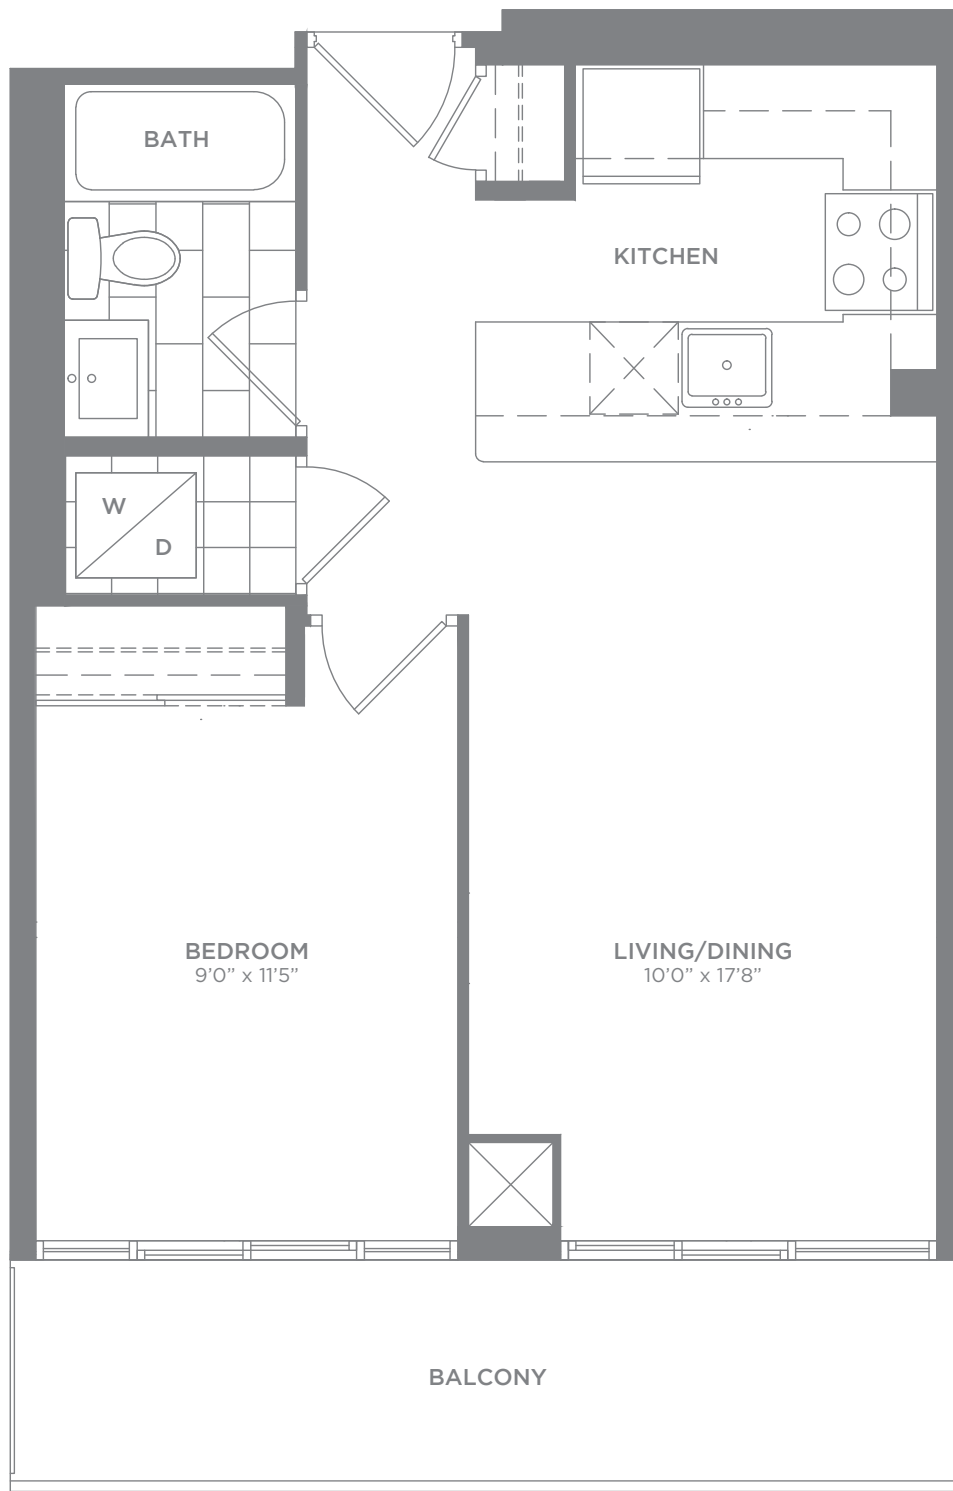 BATH
KITCHEN
W
D
BEDROOM
9’0” x 11’5”
LIVING/DINING
10’0” x 17’8”
BALCONY